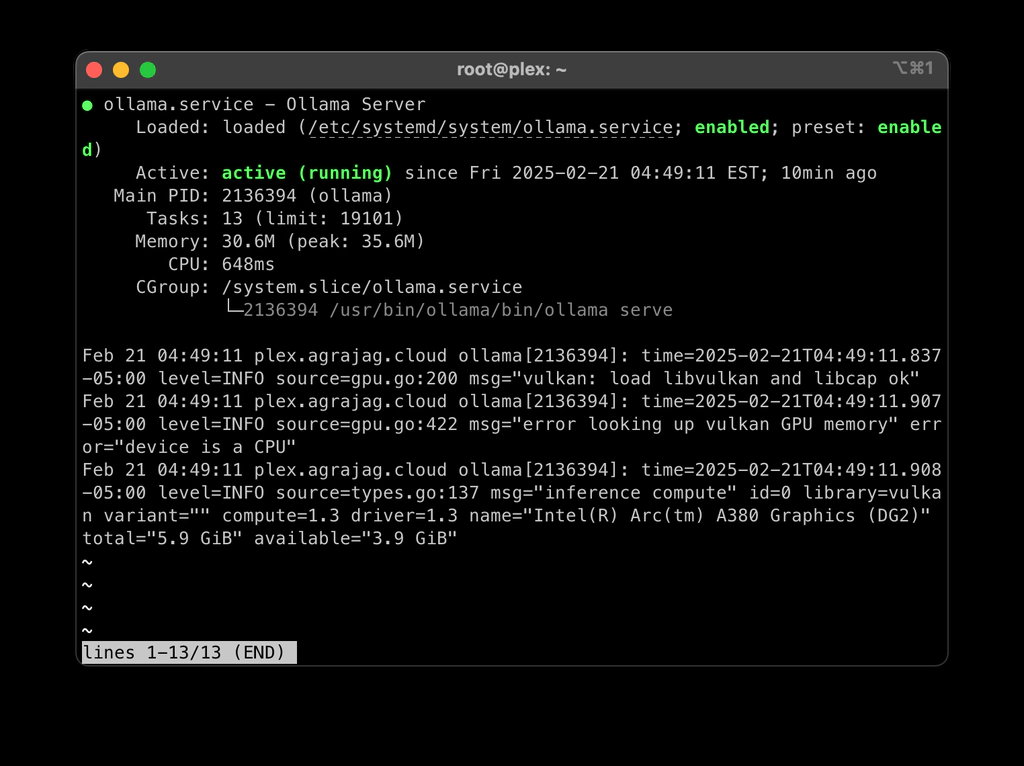 root@plex: ~
⌥⌘1
● ollama.service - Ollama Server
Loaded: loaded (/etc/systemd/system/ollama.service; enabled; preset: enable
d)
Active: active (running) since Fri 2025-02-21 04:49:11 EST; 10min ago
Main PID: 2136394 (ollama)
Tasks: 13 (limit: 19101)
Memory: 30.6M (peak: 35.6M)
CPU: 648ms
CGroup: /system.slice/ollama.service
└─2136394 /usr/bin/ollama/bin/ollama serve
Feb 21 04:49:11 plex.agrajag.cloud ollama[2136394]: time=2025-02-21T04:49:11.837
-05:00 level=INFO source=gpu.go:200 msg="vulkan: load libvulkan and libcap ok"
Feb 21 04:49:11 plex.agrajag.cloud ollama[2136394]: time=2025-02-21T04:49:11.907
-05:00 level=INFO source=gpu.go:422 msg="error looking up vulkan GPU memory" err
or="device is a CPU"
Feb 21 04:49:11 plex.agrajag.cloud ollama[2136394]: time=2025-02-21T04:49:11.908
-05:00 level=INFO source=types.go:137 msg="inference compute" id=0 library=vulka
n variant="" compute=1.3 driver=1.3 name="Intel(R) Arc(tm) A380 Graphics (DG2)"
total="5.9 GiB" available="3.9 GiB"
~
~
~
~
lines 1-13/13 (END)